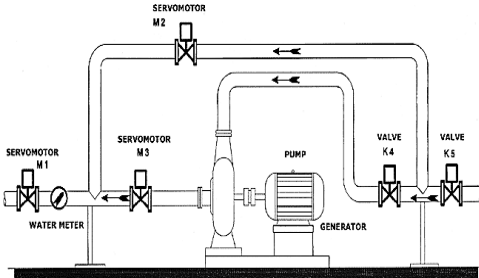 SERVOMOTOR
M2
SERVOMOTOR
M1
SERVOMOTOR
M3
PUMP
VALVE
K4
VALVE
K5
WATER METER
GENERATOR